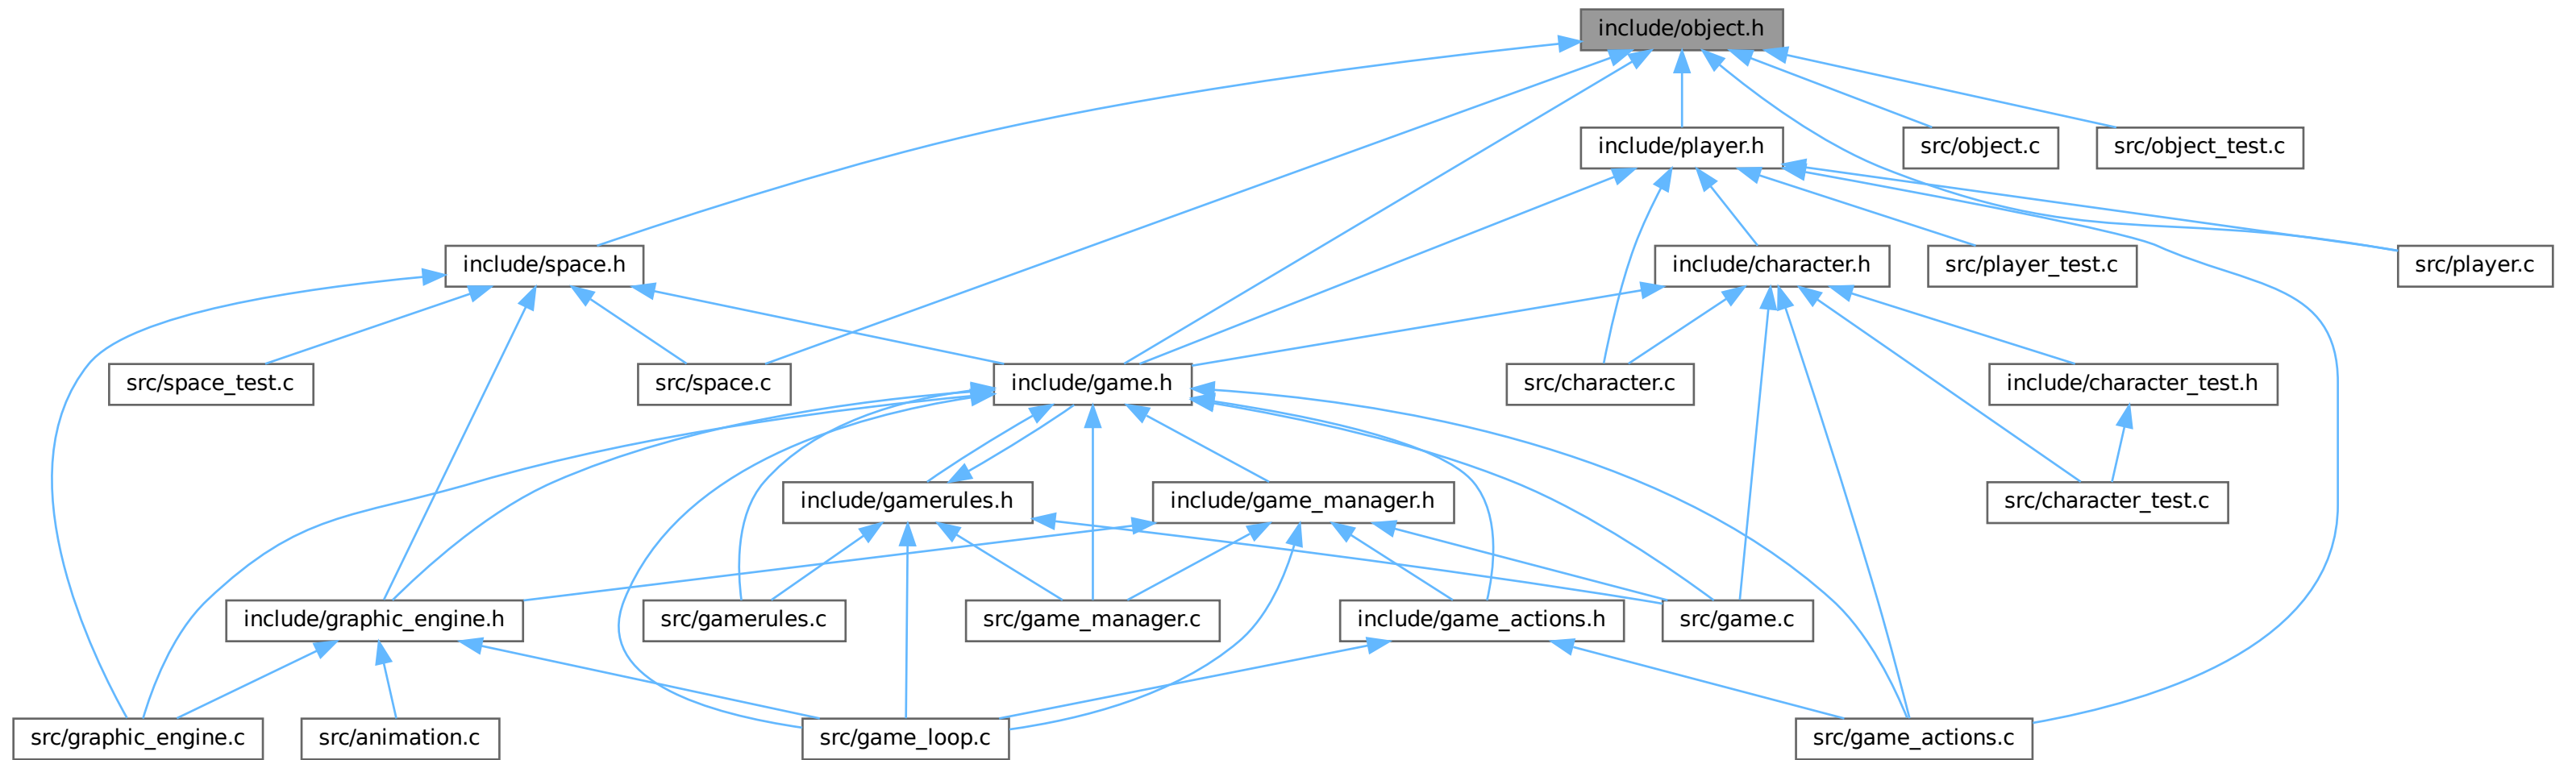 include/object.h
include/player.h
src/object.c
src/object_test.c
include/space.h
include/character.h
src/player_test.c
src/player.c
src/space_test.c
src/space.c
include/game.h
src/character.c
include/character_test.h
include/gamerules.h
include/game_manager.h
src/character_test.c
include/graphic_engine.h
src/gamerules.c
src/game_manager.c
include/game_actions.h
src/game.c
src/graphic_engine.c
src/animation.c
src/game_loop.c
src/game_actions.c